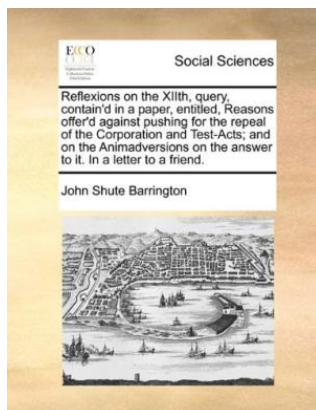 ECCO
Social Sciences
Reflexions on the XIIth, query,
contain'd in a paper, entitled, Reasons
offer'd against pushing for the repeal
of the Corporation and Test-Acts; and
on the Animadversions on the answer
to it. In a letter to a friend.
John Shute Barrington